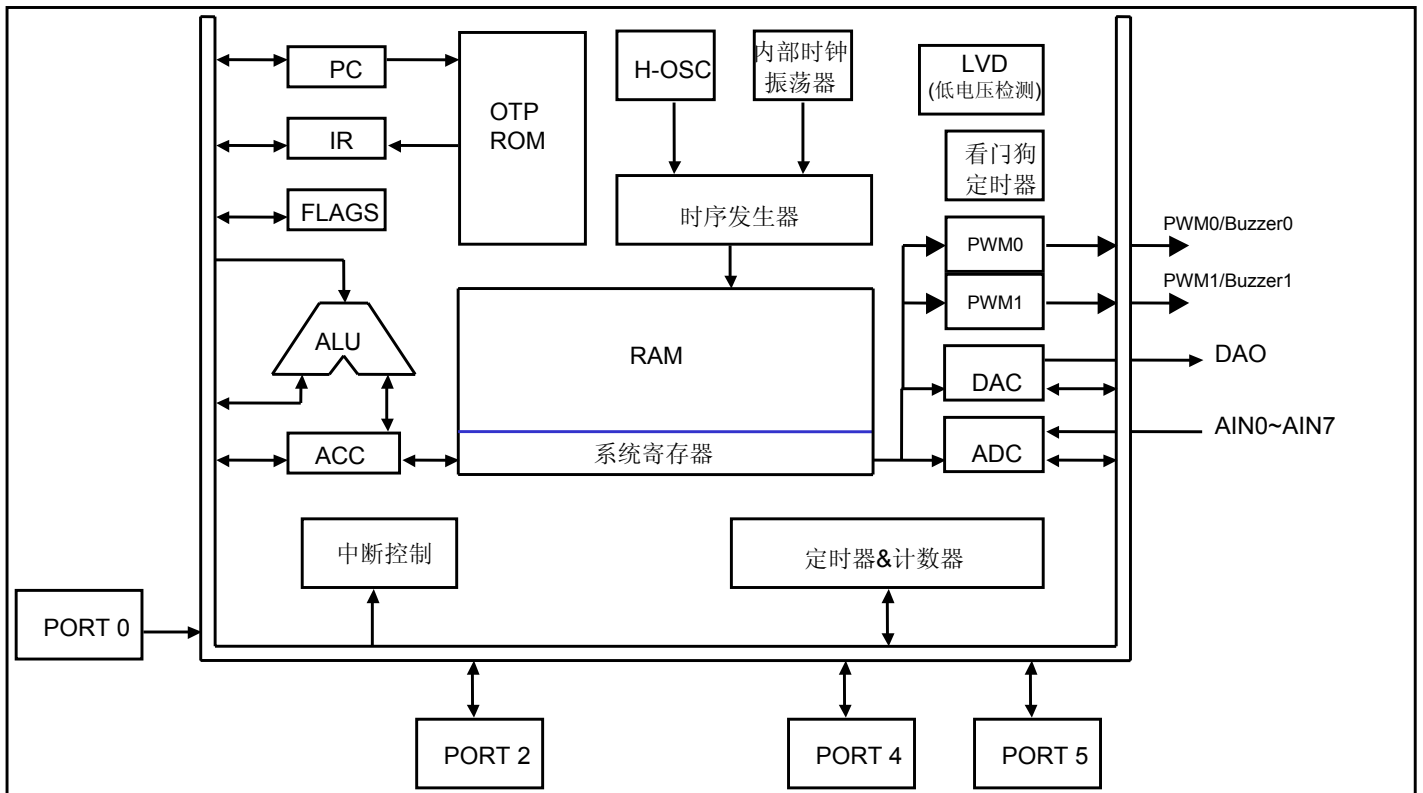 PC
IR
FLAGS
OTP
ROM
H-OSC
内部时钟
振荡器
LVD
(低电压检测)
看门狗
定时器
时序发生器
PWM0
PWM0/Buzzer0
PWM1
PWM1/Buzzer1
ALU
RAM
DAC
DAO
ACC
系统寄存器
ADC
AIN0~AIN7
中断控制
定时器&计数器
PORT 0
PORT 2
PORT 4
PORT 5